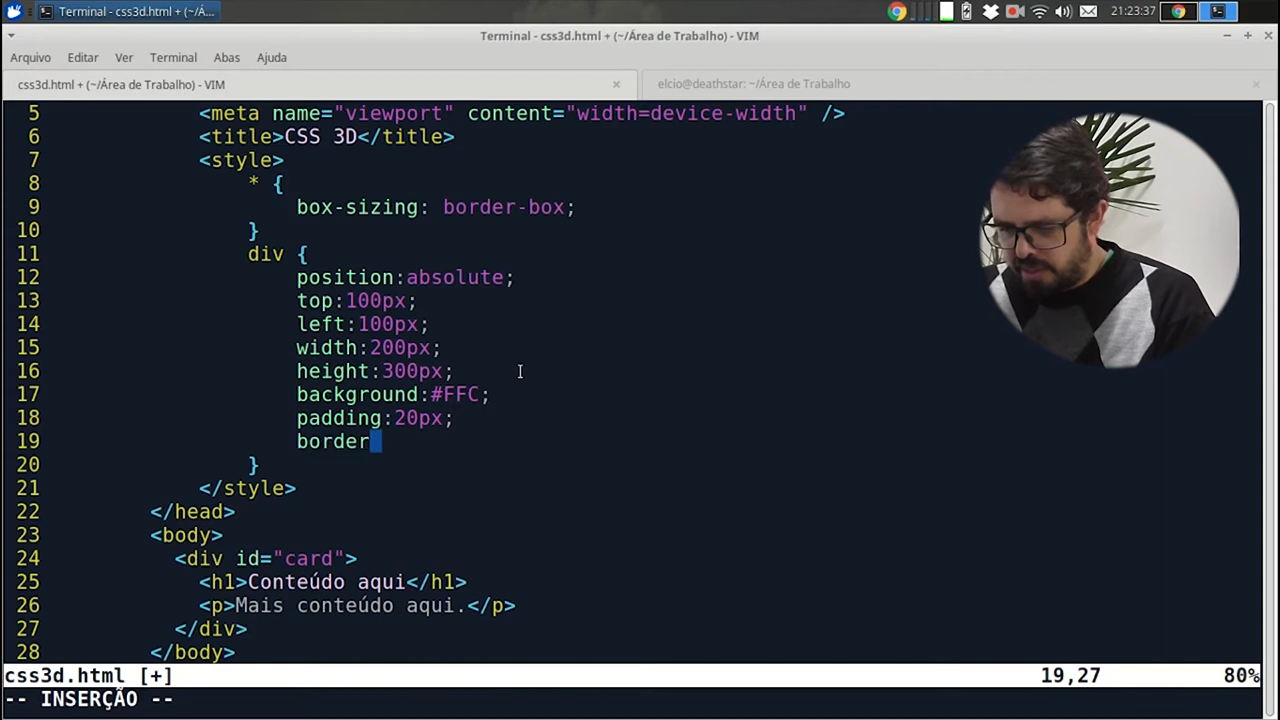 Terminal - css3d.html + (~/Á...
21:23:37
Terminal - css3d.html + (~/Área de Trabalho) - VIM
Arquivo Editar Ver Terminal Abas Ajuda
css3d.html + (~/Área de Trabalho) - VIM
elcio@deathstar: ~/Área de Trabalho
5 <meta name="viewport" content="width=device-width" />
6 <title>CSS 3D</title>
7 <style>
8 * {
9 box-sizing: border-box;
10 }
11 div {
12 position:absolute;
13 top:100px;
14 left:100px;
15 width:200px;
16 height:300px;
17 background:#FFC;
18 padding:20px;
19 border
20 }
21 </style>
22 </head>
23 <body>
24 <div id="card">
25 <h1>Conteúdo aqui</h1>
26 <p>Mais conteúdo aqui.</p>
27 </div>
28 </body>
css3d.html [+] 19,27 80%
-- INSERÇÃO --